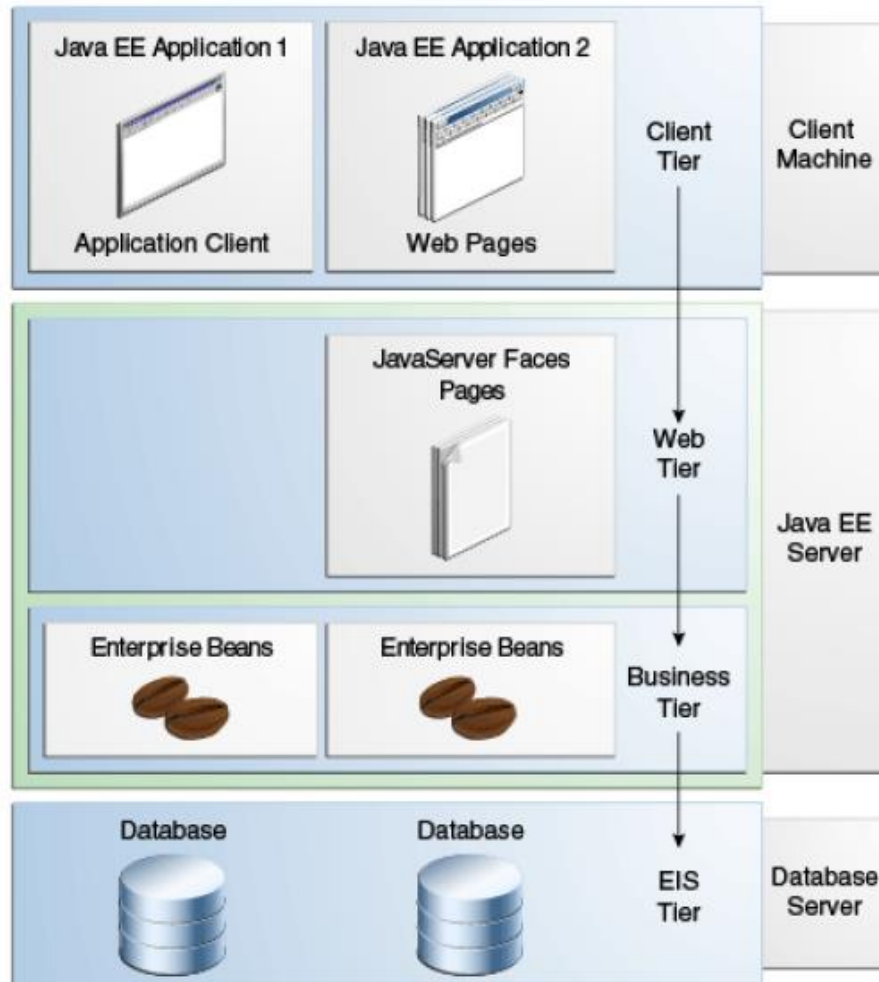 Java EE Application 1
Application Client
Java EE Application 2
Web Pages
Client
Tier
Client
Machine
JavaServer Faces
Pages
Web
Tier
Java EE
Server
Enterprise Beans
Enterprise Beans
Business
Tier
Database
Database
EIS
Tier
Database
Server